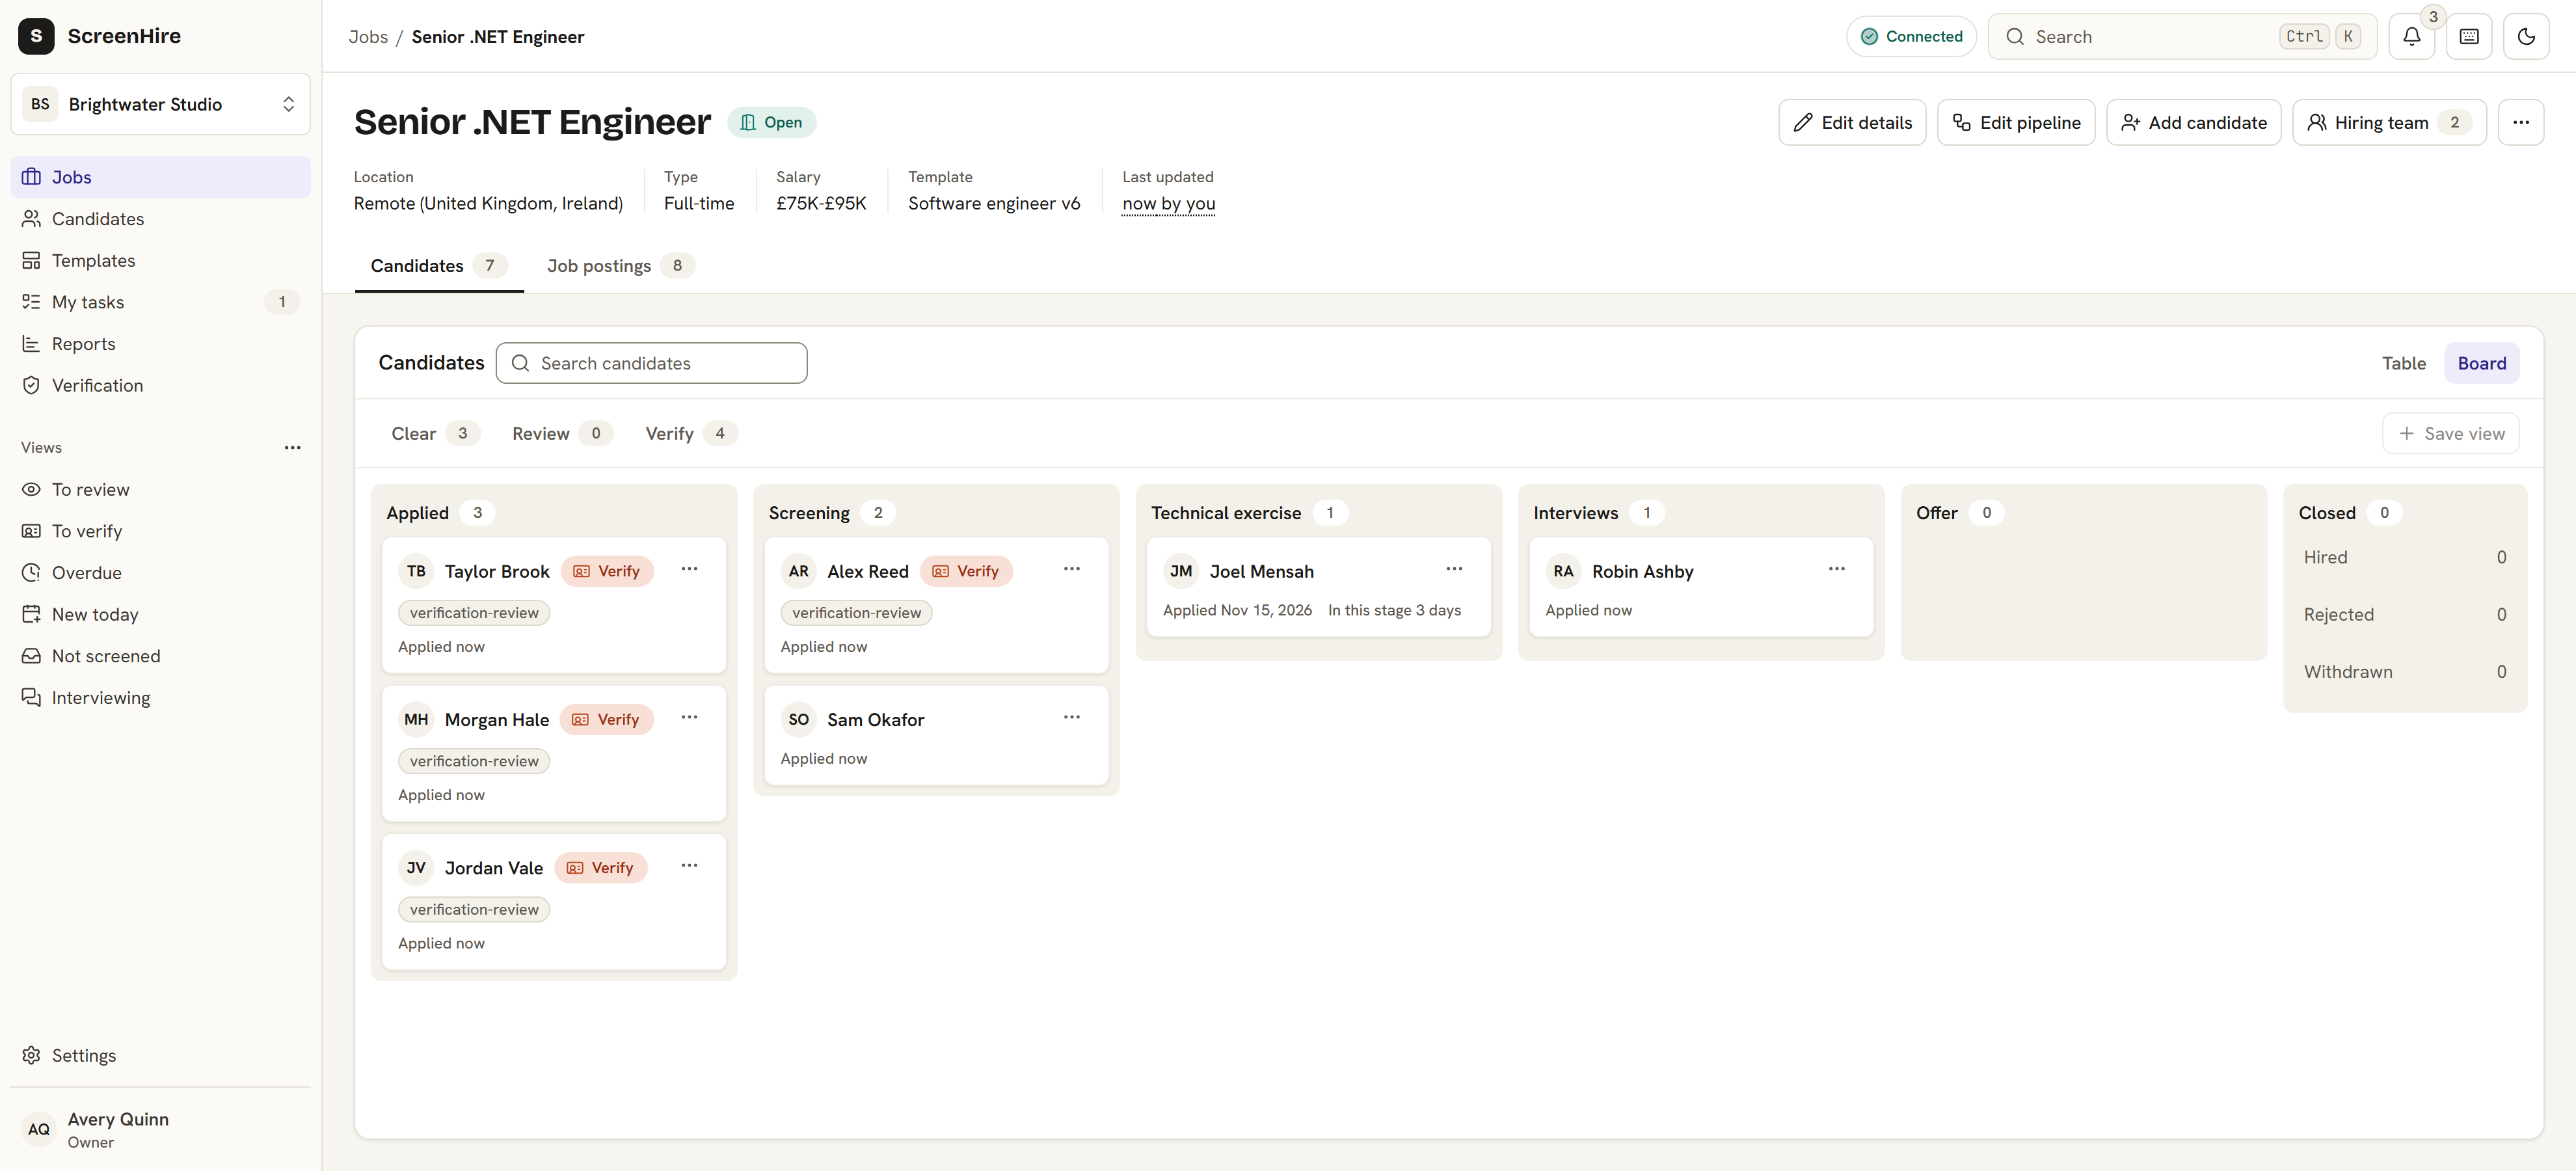 S ScreenHire
BS Brightwater Studio
Jobs
Candidates
Templates
My tasks 1
Reports
Verification
Views
To review
To verify
Overdue
New today
Not screened
Interviewing
Settings
AQ Avery Quinn
Owner
Jobs / Senior .NET Engineer
Connected
Search Ctrl K
3
Senior .NET Engineer Open
Edit details
Edit pipeline
Add candidate
Hiring team 2
Location
Remote (United Kingdom, Ireland)
Type
Full-time
Salary
£75K-£95K
Template
Software engineer v6
Last updated
now by you
Candidates 7
Job postings 8
Candidates
Search candidates
Table
Board
Clear 3
Review 0
Verify 4
Save view
Applied 3
TB Taylor Brook Verify
verification-review
Applied now
MH Morgan Hale Verify
verification-review
Applied now
JV Jordan Vale Verify
verification-review
Applied now
Screening 2
AR Alex Reed Verify
verification-review
Applied now
SO Sam Okafor
Applied now
Technical exercise 1
JM Joel Mensah
Applied Nov 15, 2026 In this stage 3 days
Interviews 1
RA Robin Ashby
Applied now
Offer 0
Closed 0
Hired 0
Rejected 0
Withdrawn 0